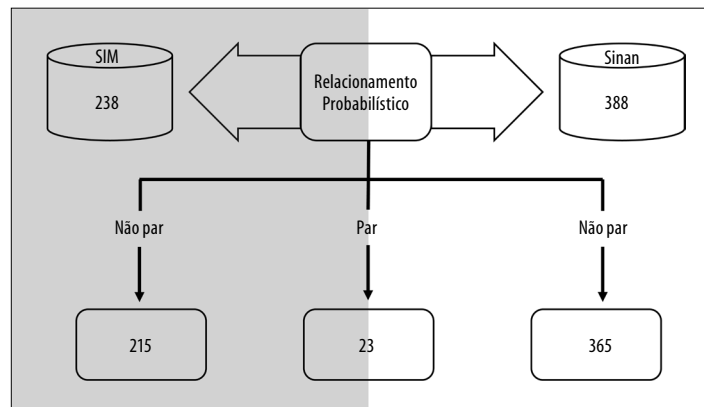 SIM
238
Relacionamento
Probabilístico
Sinan
388
Não par
Par
Não par
215
23
365